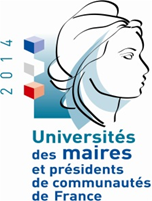 2014
Universités
des maires
et présidents
de communautés
de France